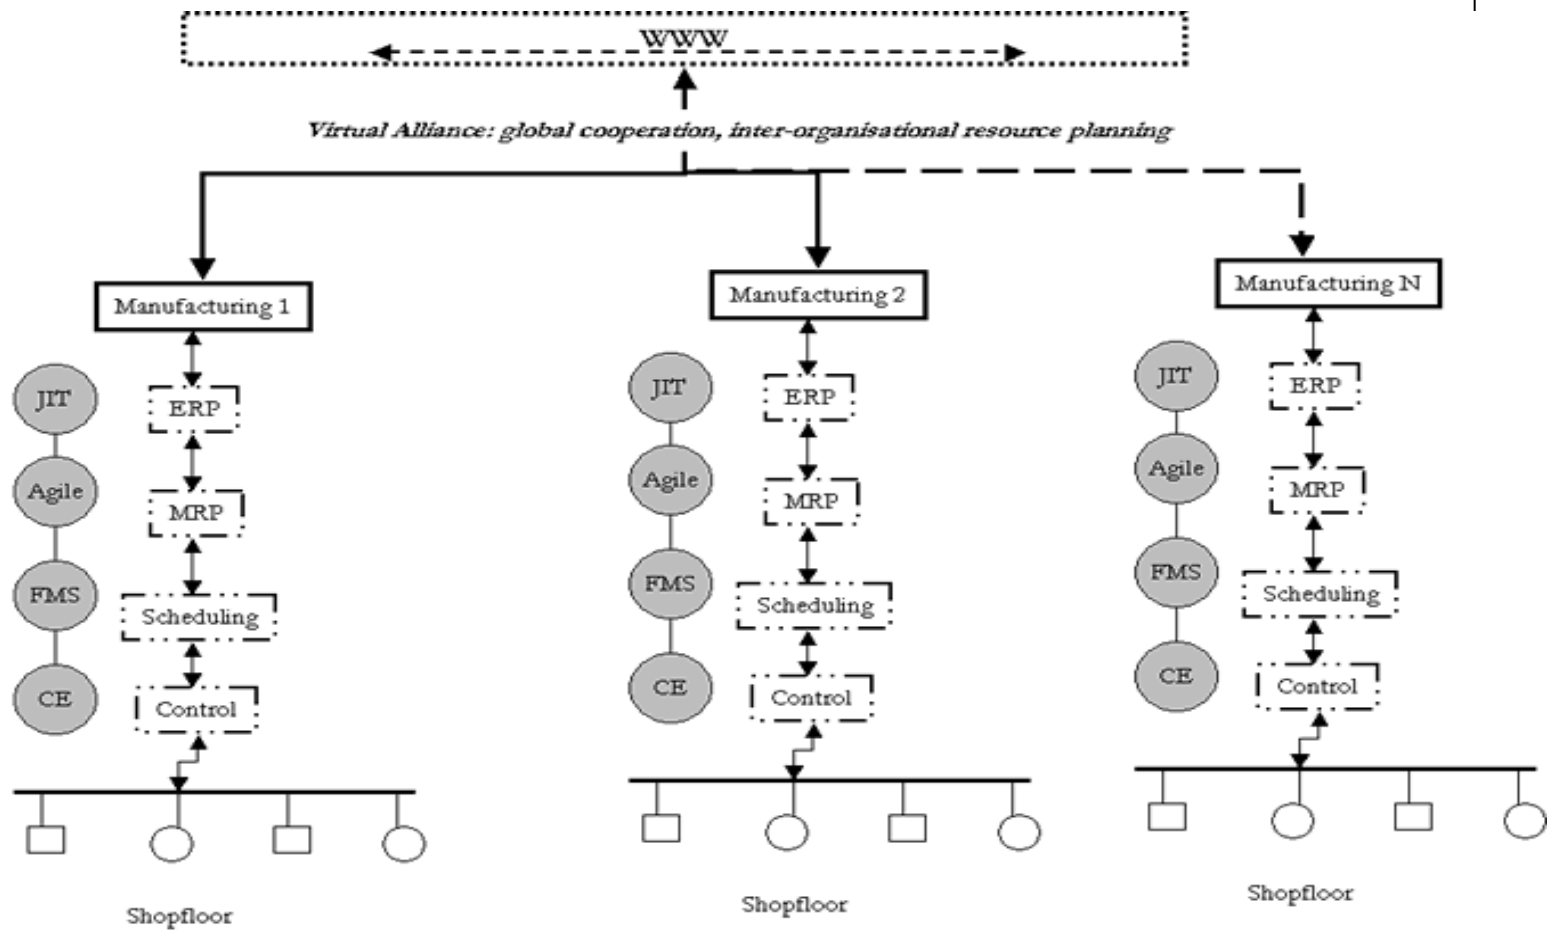 WWW
Virtual Alliance: global cooperation, inter-organisational resource planning
Manufacturing 1
JIT
ERP
Agile
MRP
FMS
Scheduling
CE
Control
Shopfloor
Manufacturing 2
JIT
ERP
Agile
MRP
FMS
Scheduling
CE
Control
Shopfloor
Manufacturing N
JIT
ERP
Agile
MRP
FMS
Scheduling
CE
Control
Shopfloor